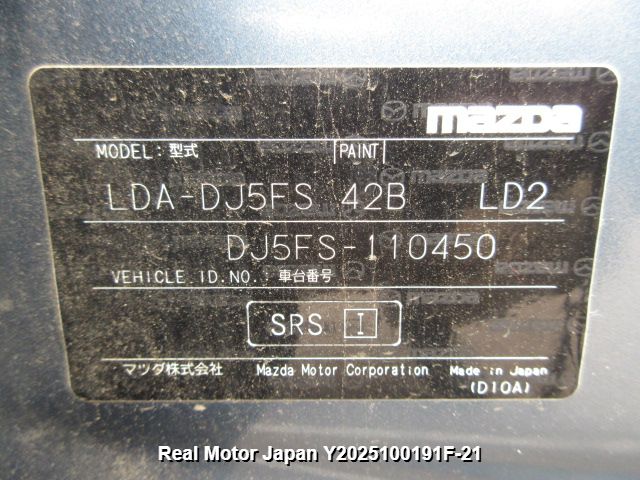 mazda
MODEL: 型式 PAINT
LDA-DJ5FS 42B LD2
DJ5FS-110450
VEHICLE ID.NO.: 車台番号
SRS I
マツダ株式会社 Mazda Motor Corporation Made in Japan
(D10A)
Real Motor Japan Y2025100191F-21